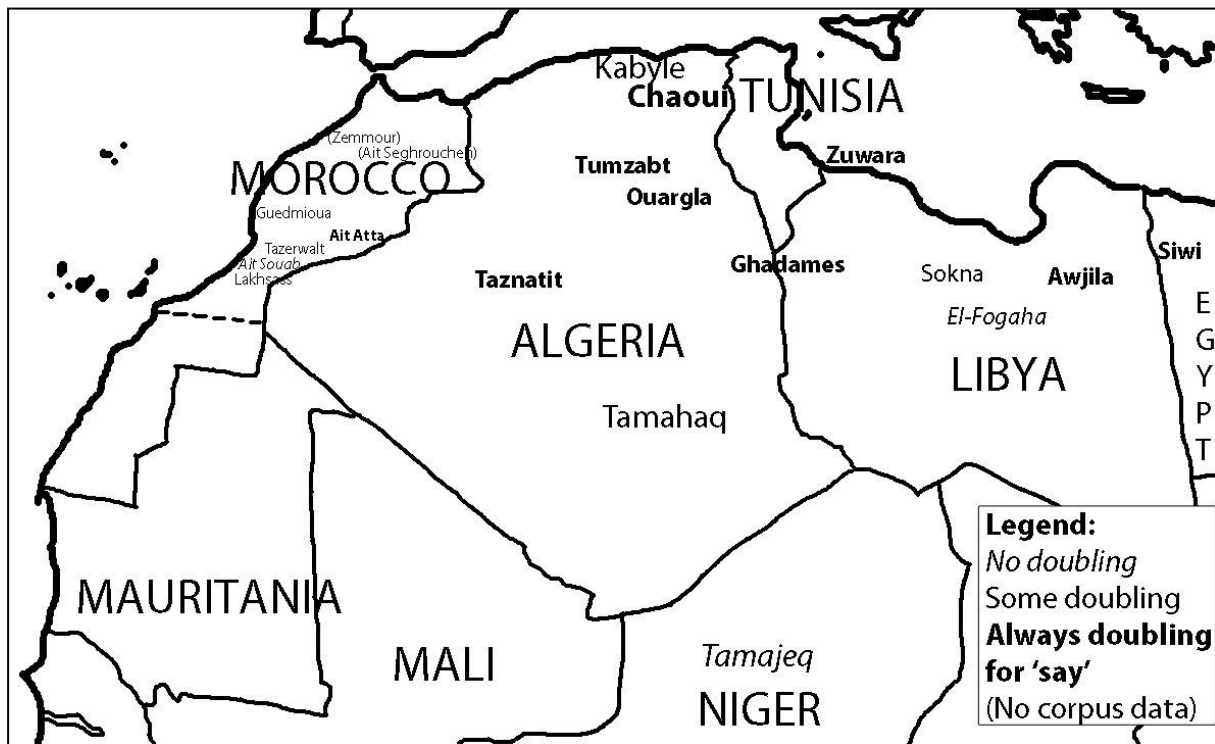 Kabyle
Chaoui
TUNISIA
(Zemmour)
(Ait Seghrouchen)
MOROCCO
Tumzabt
Zuwara
Ouargla
Guedmioua
Ait Atta
Tazerwalt
Ait Souab
Lakhsass
Taznatit
Ghadames
Sokna
Awjila
Siwi
El-Fogaha
ALGERIA
LIBYA
E
G
Y
P
T
Tamahaq
MAURITANIA
MALI
Tamajeq
NIGER
Legend:
No doubling
Some doubling
Always doubling
for ‘say’
(No corpus data)